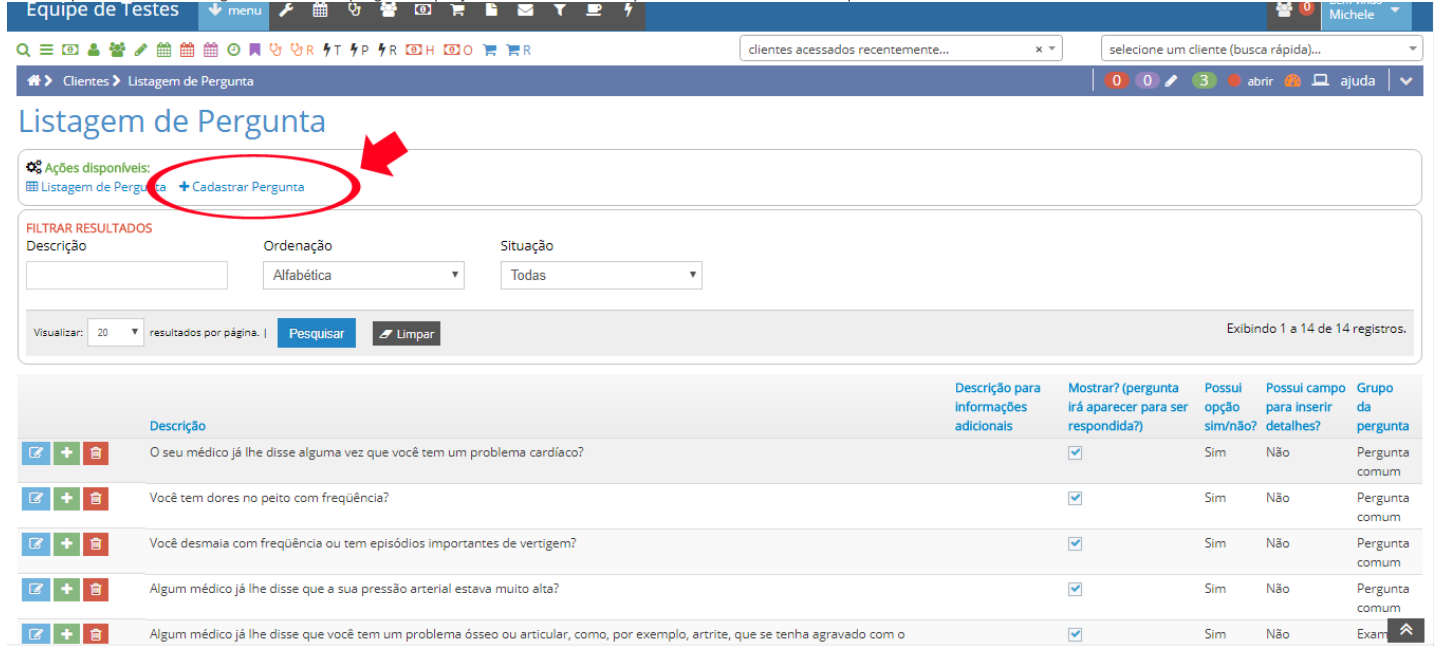 Equipe de Testes menu 0 Michele
R T P R H O R clientes acessados recentemente... × selecione um cliente (busca rápida)...
Clientes Listagem de Pergunta 0 0 3 abrir ajuda
Listagem de Pergunta
Ações disponíveis:
Listagem de Pergunta Cadastrar Pergunta
FILTRAR RESULTADOS
Descrição Ordenação Situação
Alfabética Todas
Visualizar: 20 resultados por página. | Pesquisar Limpar Exibindo 1 a 14 de 14 registros.
Descrição para Mostrar? (pergunta Possui Possui campo Grupo
informações irá aparecer para ser opção para inserir da
Descrição adicionais respondida?) sim/não? detalhes? pergunta
O seu médico já lhe disse alguma vez que você tem um problema cardíaco? Sim Não Pergunta
comum
Você tem dores no peito com freqüência? Sim Não Pergunta
comum
Você desmaia com freqüência ou tem episódios importantes de vertigem? Sim Não Pergunta
comum
Algum médico já lhe disse que a sua pressão arterial estava muito alta? Sim Não Pergunta
comum
Algum médico já lhe disse que você tem um problema ósseo ou articular, como, por exemplo, artrite, que se tenha agravado com o Sim Não Exam